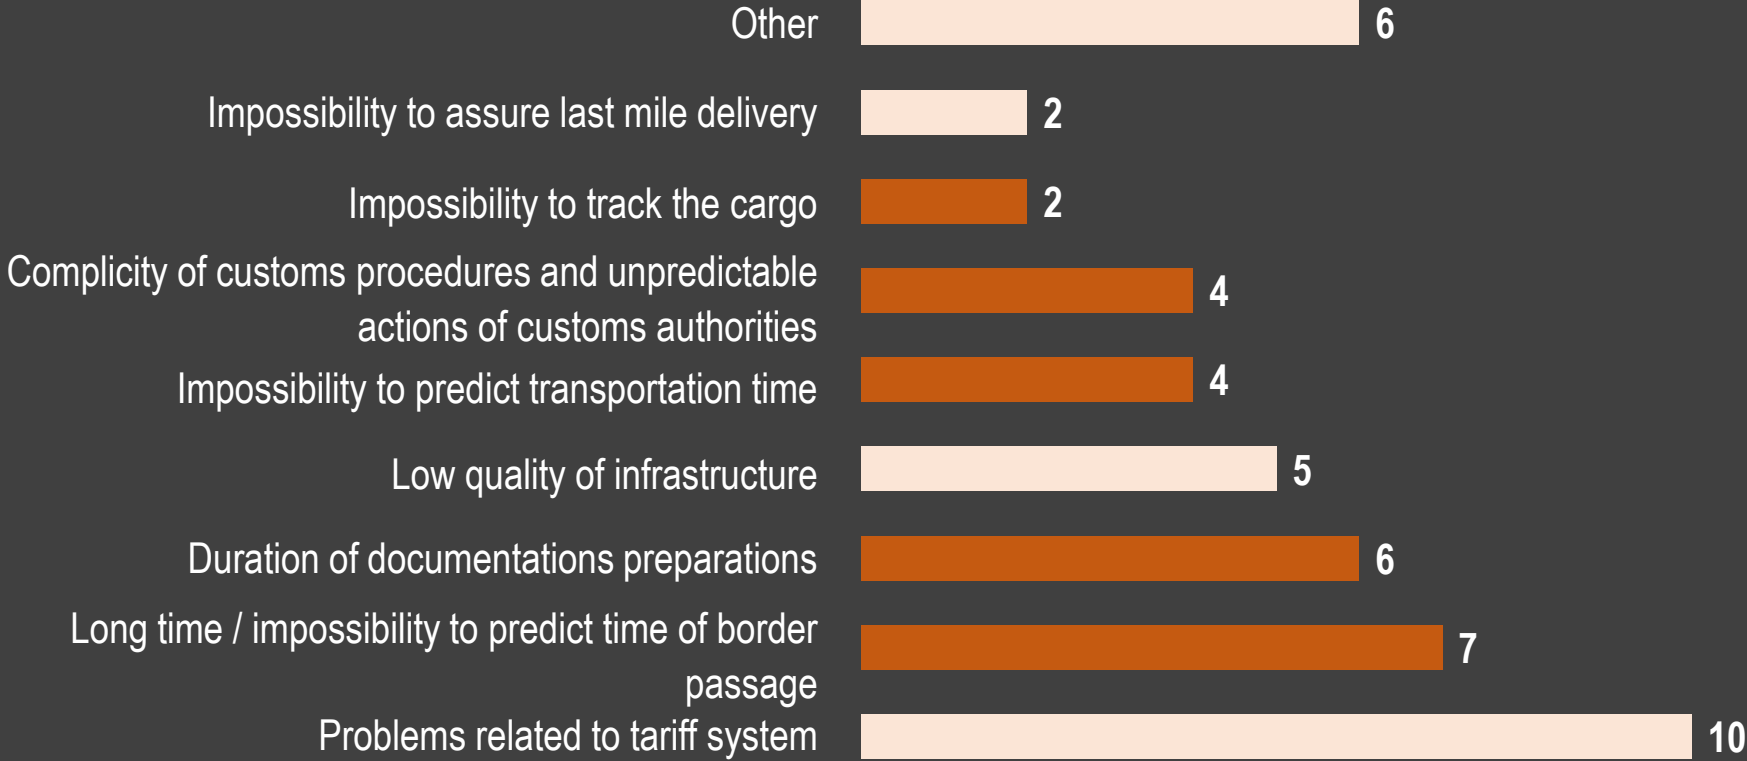 Other 6
Impossibility to assure last mile delivery 2
Impossibility to track the cargo 2
Complicity of customs procedures and unpredictable
actions of customs authorities 4
Impossibility to predict transportation time 4
Low quality of infrastructure 5
Duration of documentations preparations 6
Long time / impossibility to predict time of border
passage 7
Problems related to tariff system 10